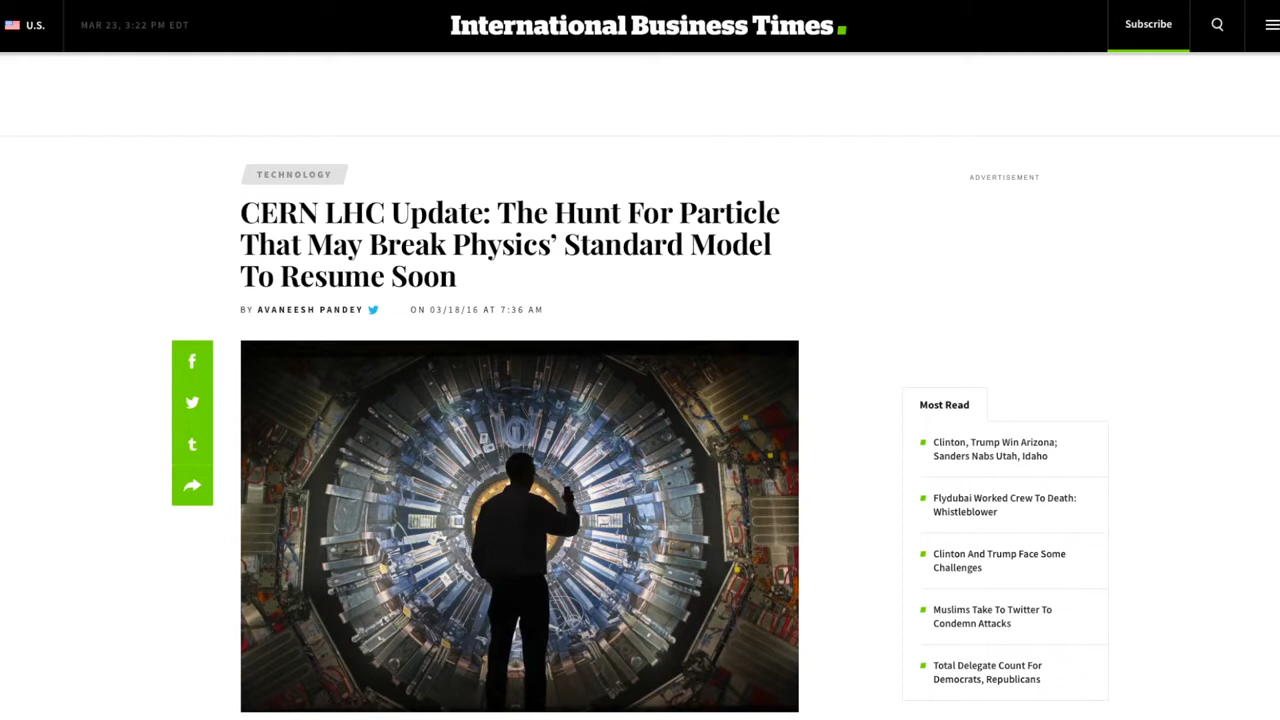 U.S.
MAR 23, 3:22 PM EDT
International Business Times
Subscribe
TECHNOLOGY
ADVERTISEMENT
CERN LHC Update: The Hunt For Particle
That May Break Physics’ Standard Model
To Resume Soon
BY AVANEESH PANDEY ON 03/18/16 AT 7:36 AM
Most Read
Clinton, Trump Win Arizona;
Sanders Nabs Utah, Idaho
Flydubai Worked Crew To Death:
Whistleblower
Clinton And Trump Face Some
Challenges
Muslims Take To Twitter To
Condemn Attacks
Total Delegate Count For
Democrats, Republicans